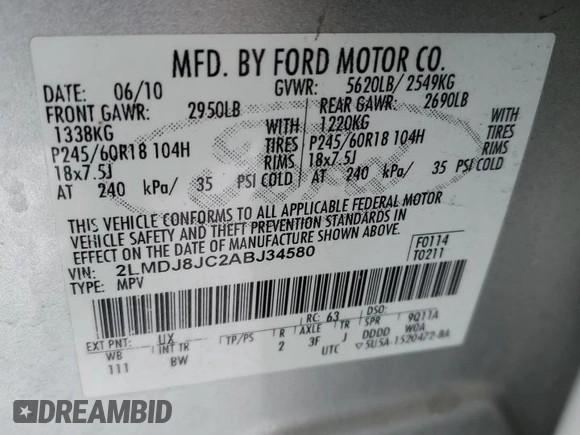 MFD. BY FORD MOTOR CO.
DATE: 06/10 GVWR: 5620LB/ 2549KG
FRONT GAWR: 2950LB REAR GAWR: 2690LB
1338KG WITH 1220KG WITH
P245/60R18 104H TIRES P245/60R18 104H TIRES
18x7.5J RIMS 18x7.5J RIMS
AT 240 kPa/ 35 PSI COLD AT 240 kPa/ 35 PSI COLD
THIS VEHICLE CONFORMS TO ALL APPLICABLE FEDERAL MOTOR
VEHICLE SAFETY AND THEFT PREVENTION STANDARDS IN
EFFECT ON THE DATE OF MANUFACTURE SHOWN ABOVE.
VIN: 2LMDJ8JC2ABJ34580 F0114
TYPE: MPV T0211
EXT PNT: UX RC: 63 DSO:
WB INT TR TP/PS R AXLE TR SPR 9Q11A
111 BW 2 3F J DDDD W0A
UTC 5U5A-1520472-BA
Ford
DREAMBID